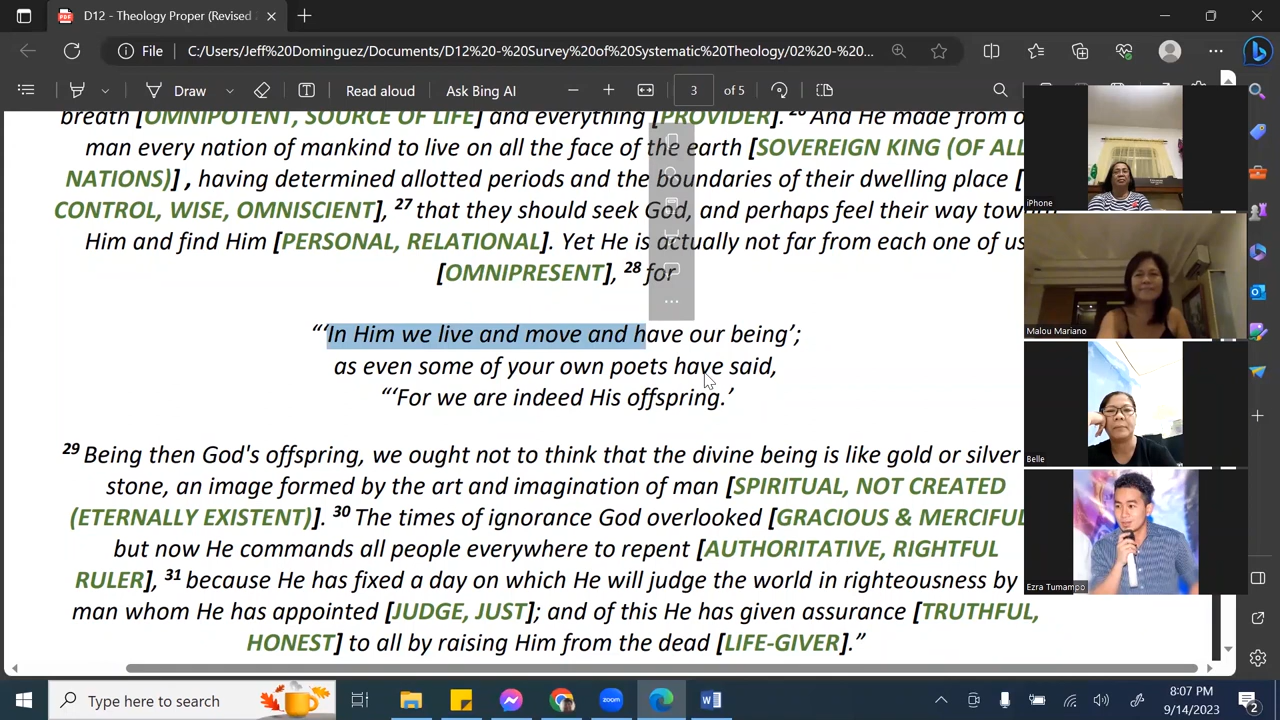 D12 - Theology Proper (Revised
File
C:/Users/Jeff%20Dominguez/Documents/D12%20-%20Survey%20of%20Systematic%20Theology/02%20-%20...
Draw
Read aloud
Ask Bing AI
3 of 5
breath [OMNIPOTENT, SOURCE OF LIFE] and everything [PROVIDER]. 26 And He made from o
man every nation of mankind to live on all the face of the earth [SOVEREIGN KING (OF ALL
NATIONS)] , having determined allotted periods and the boundaries of their dwelling place [
CONTROL, WISE, OMNISCIENT], 27 that they should seek God, and perhaps feel their way tow
Him and find Him [PERSONAL, RELATIONAL]. Yet He is actually not far from each one of us
[OMNIPRESENT], 28 for
“‘In Him we live and move and have our being’;
as even some of your own poets have said,
“‘For we are indeed His offspring.’
29 Being then God's offspring, we ought not to think that the divine being is like gold or silver
stone, an image formed by the art and imagination of man [SPIRITUAL, NOT CREATED
(ETERNALLY EXISTENT)]. 30 The times of ignorance God overlooked [GRACIOUS & MERCIFUL
but now He commands all people everywhere to repent [AUTHORITATIVE, RIGHTFUL
RULER], 31 because He has fixed a day on which He will judge the world in righteousness by
man whom He has appointed [JUDGE, JUST]; and of this He has given assurance [TRUTHFUL,
HONEST] to all by raising Him from the dead [LIFE-GIVER].”
iPhone
Malou Mariano
Belle
Ezra Tumampo
Type here to search
zoom
8:07 PM
9/14/2023
2